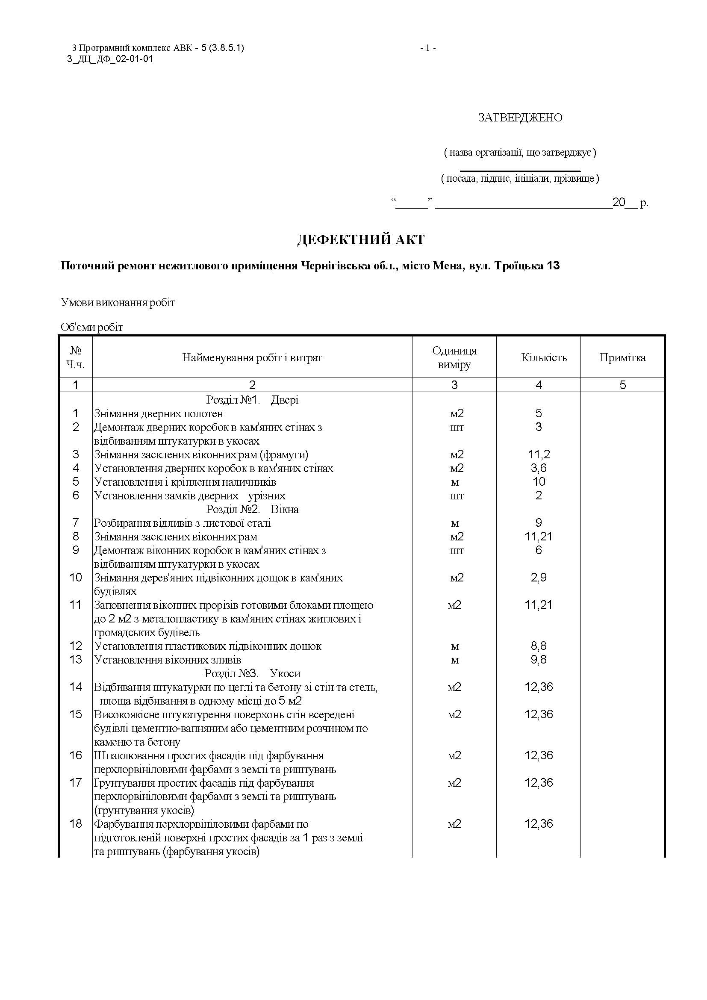 3 Програмний комплекс АВК - 5 (3.8.5.1) - 1 -
3_ДЦ_ДФ_02-01-01
ЗАТВЕРДЖЕНО
( назва організації, що затверджує )
( посада, підпис, ініціали, прізвище )
“_____” ___________________________20__ р.
ДЕФЕКТНИЙ АКТ
Поточний ремонт нежитлового приміщення Чернігівська обл., місто Мена, вул. Троїцька 13
Умови виконання робіт
Об'єми робіт
№ Ч.ч. Найменування робіт і витрат Одиниця виміру Кількість Примітка
1 2 3 4 5
Розділ №1. Двері
1 Знімання дверних полотен м2 5
2 Демонтаж дверних коробок в кам'яних стінах з шт 3
відбиванням штукатурки в укосах
3 Знімання засклених віконних рам (фрамуги) м2 11,2
4 Установлення дверних коробок в кам'яних стінах м2 3,6
5 Установлення і кріплення наличників м 10
6 Установлення замків дверних урізних шт 2
Розділ №2. Вікна
7 Розбирання відливів з листової сталі м 9
8 Знімання засклених віконних рам м2 11,21
9 Демонтаж віконних коробок в кам'яних стінах з шт 6
відбиванням штукатурки в укосах
10 Знімання дерев'яних підвіконних дощок в кам'яних м2 2,9
будівлях
11 Заповнення віконних прорізів готовими блоками площею м2 11,21
до 2 м2 з металопластику в кам'яних стінах житлових і
громадських будівель
12 Установлення пластикових підвіконних дошок м 8,8
13 Установлення віконних зливів м 9,8
Розділ №3. Укоси
14 Відбивання штукатурки по цеглі та бетону зі стін та стель, м2 12,36
площа відбивання в одному місці до 5 м2
15 Високоякісне штукатурення поверхонь стін всередені м2 12,36
будівлі цементно-вапняним або цементним розчином по
каменю та бетону
16 Шпаклювання простих фасадів під фарбування м2 12,36
перхлорвініловими фарбами з землі та риштувань
17 Ґрунтування простих фасадів під фарбування м2 12,36
перхлорвініловими фарбами з землі та риштувань
(грунтування укосів)
18 Фарбування перхлорвініловими фарбами по м2 12,36
підготовленій поверхні простих фасадів за 1 раз з землі
та риштувань (фарбування укосів)